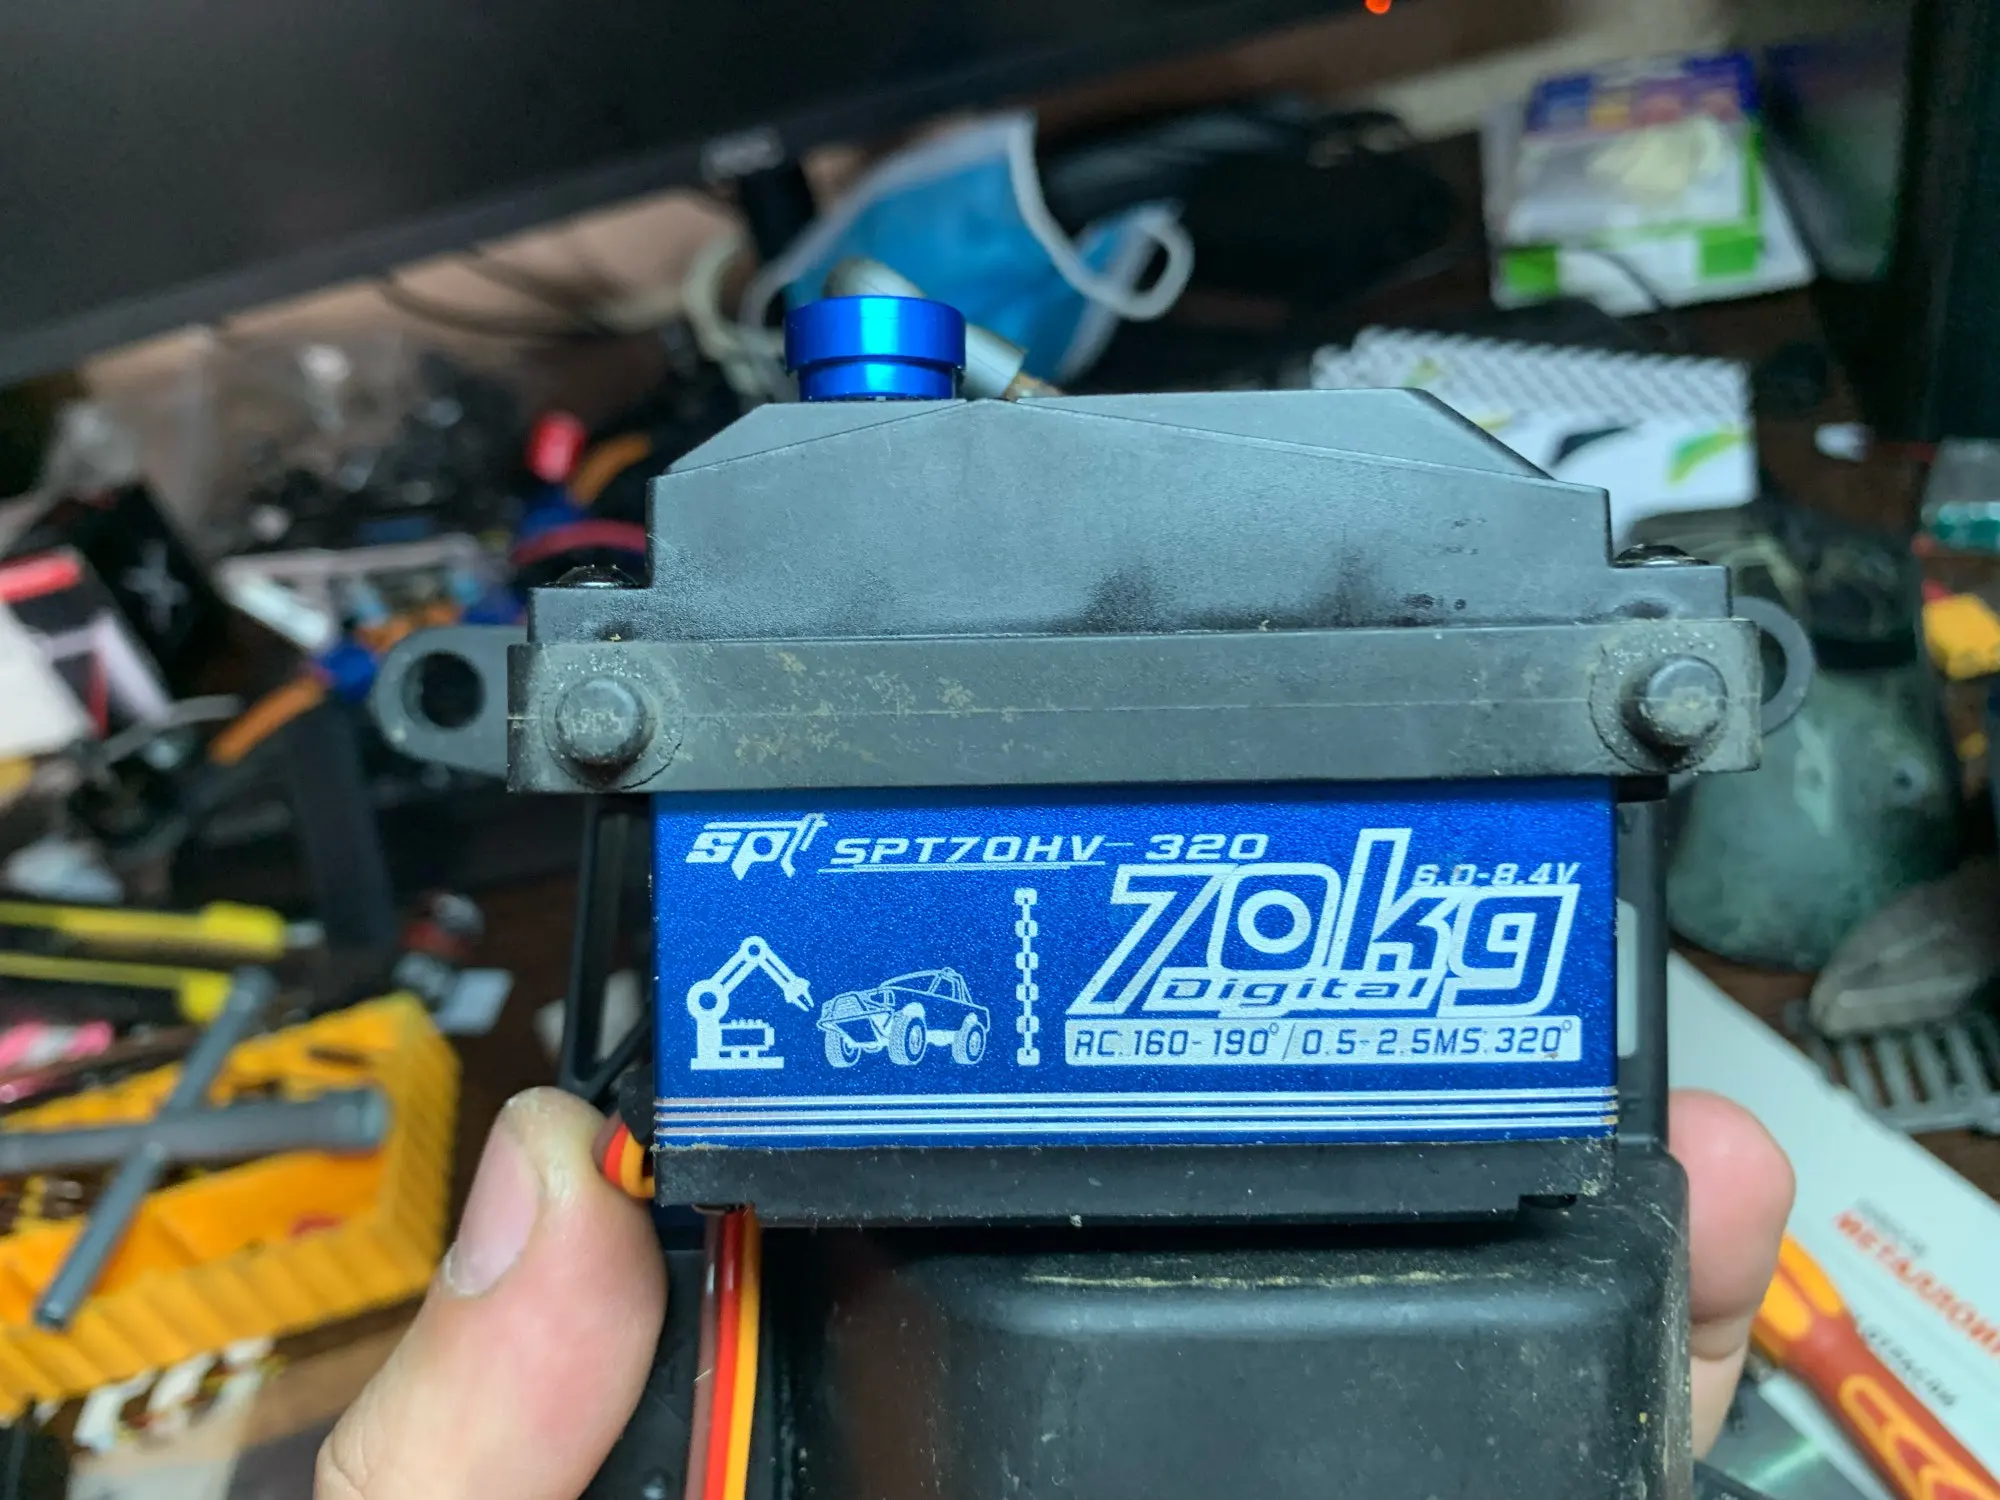 spt SPT70HV-320
6.0-8.4V
70kg
Digital
RC:160-190°/0.5-2.5MS:320°